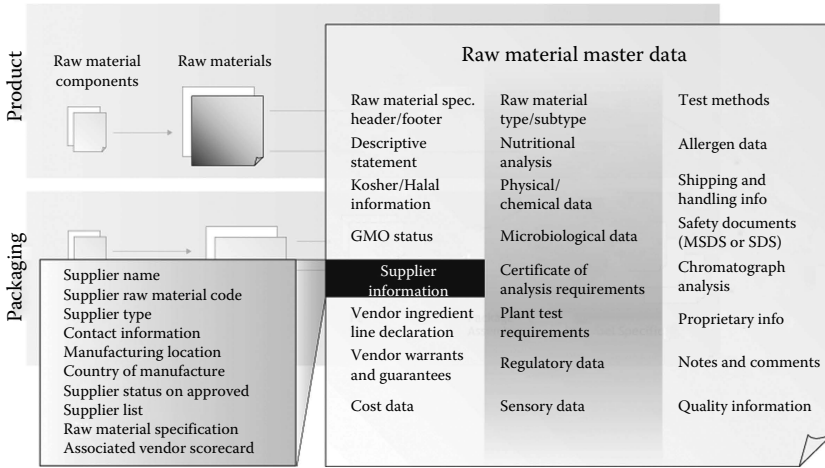 Product
Raw material
components
Raw materials
Packaging
Raw material master data
Raw material spec.
header/footer
Descriptive
statement
Kosher/Halal
information
GMO status
Supplier
information
Vendor ingredient
line declaration
Vendor warrants
and guarantees
Cost data
Raw material
type/subtype
Nutritional
analysis
Physical/
chemical data
Microbiological data
Certificate of
analysis requirements
Plant test
requirements
Regulatory data
Sensory data
Test methods
Allergen data
Shipping and
handling info
Safety documents
(MSDS or SDS)
Chromatograph
analysis
Proprietary info
Notes and comments
Quality information
Supplier name
Supplier raw material code
Supplier type
Contact information
Manufacturing location
Country of manufacture
Supplier status on approved
Supplier list
Raw material specification
Associated vendor scorecard